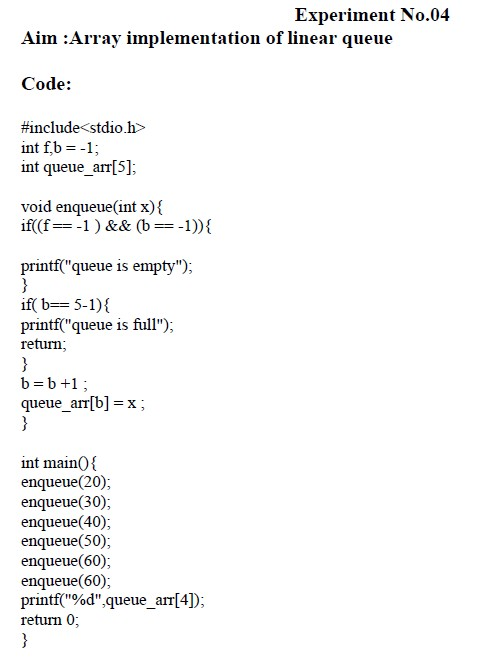 Experiment No.04
Aim :Array implementation of linear queue
Code:
#include<stdio.h>
int f,b = -1;
int queue_arr[5];
void enqueue(int x){
if((f == -1 ) && (b == -1)){
printf("queue is empty");
}
if( b== 5-1){
printf("queue is full");
return;
}
b = b +1 ;
queue_arr[b] = x ;
}
int main(){
enqueue(20);
enqueue(30);
enqueue(40);
enqueue(50);
enqueue(60);
enqueue(60);
printf("%d",queue_arr[4]);
return 0;
}